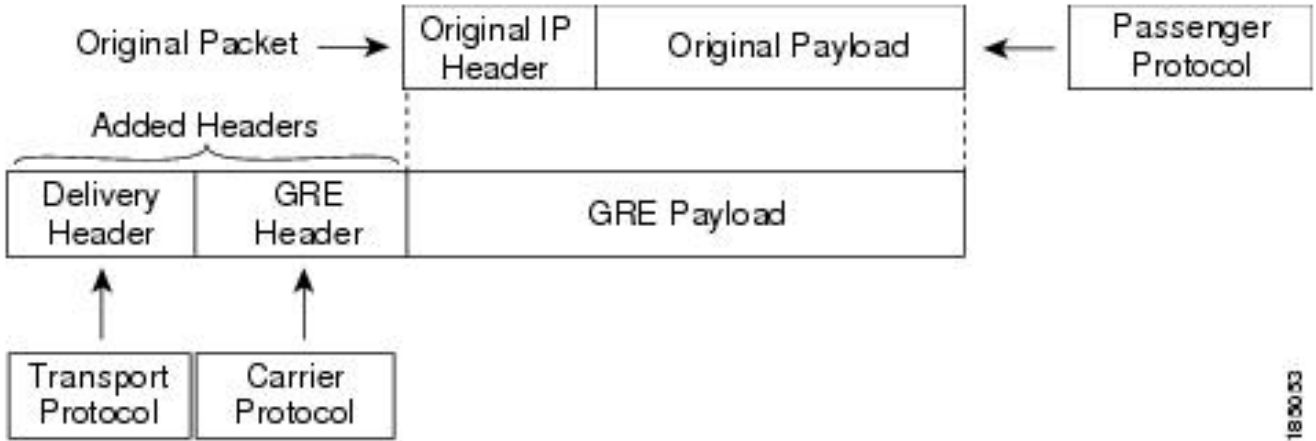 Original Packet
Original IP
Header
Original Payload
Passenger
Protocol
Added Headers
Delivery
Header
GRE
Header
GRE Payload
Transport
Protocol
Carrier
Protocol
185053